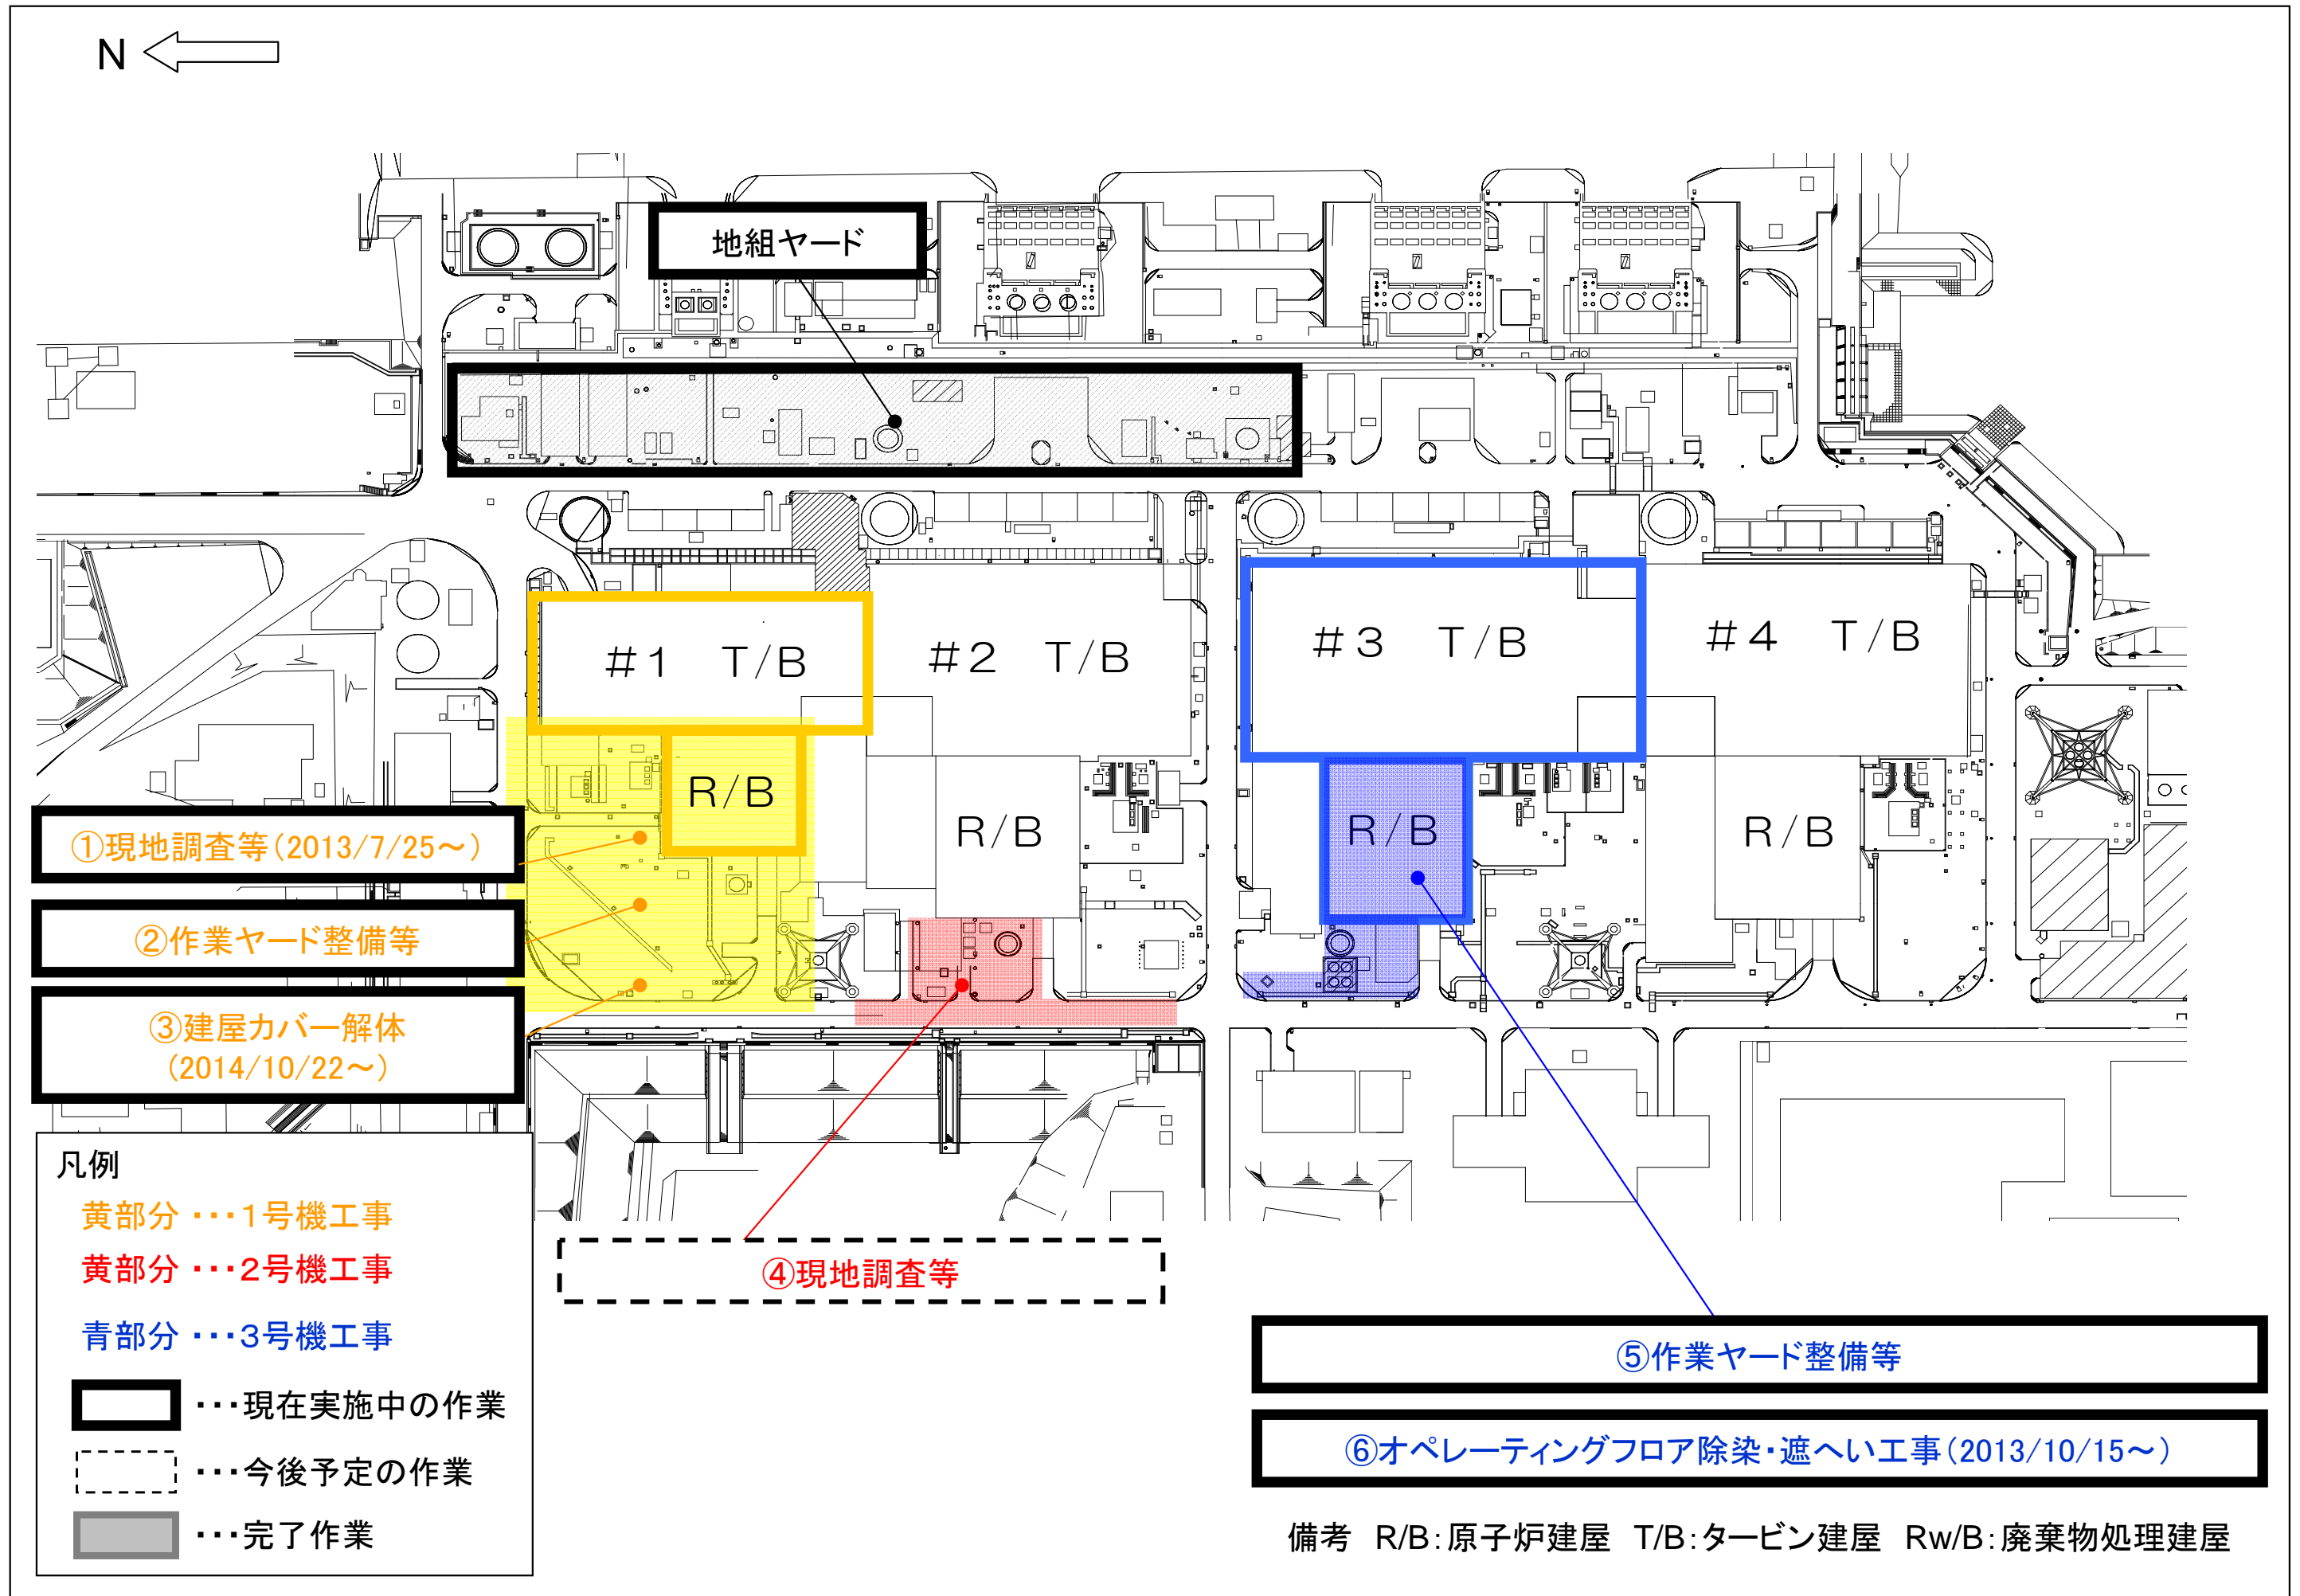 N
地組ヤード
#1 T/B
#2 T/B
#3 T/B
#4 T/B
R/B
R/B
R/B
R/B
①現地調査等(2013/7/25～)
②作業ヤード整備等
③建屋カバー解体
(2014/10/22～)
凡例
黄部分 ・・・1号機工事
黄部分 ・・・2号機工事
青部分 ・・・3号機工事
・・・現在実施中の作業
・・・今後予定の作業
・・・完了作業
④現地調査等
⑤作業ヤード整備等
⑥オペレーティングフロア除染・遮へい工事(2013/10/15～)
備考 R/B:原子炉建屋 T/B:タービン建屋 Rw/B:廃棄物処理建屋